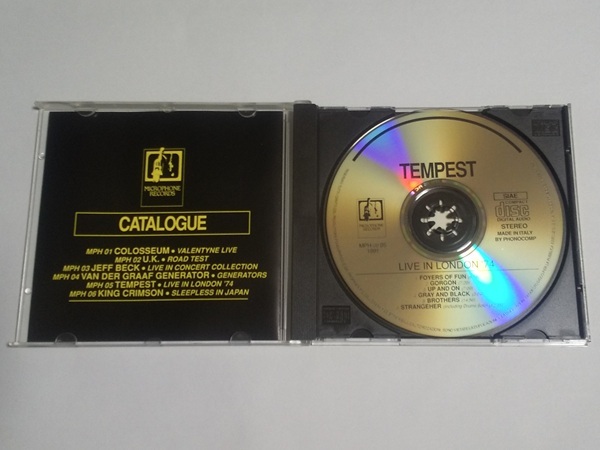 MICROPHONE
RECORDS
CATALOGUE
MPH 01 COLOSSEUM • VALENTYNE LIVE
MPH 02 U.K. • ROAD TEST
MPH 03 JEFF BECK • LIVE IN CONCERT COLLECTION
MPH 04 VAN DER GRAAF GENERATOR • GENERATORS
MPH 05 TEMPEST • LIVE IN LONDON '74
MPH 06 KING CRIMSON • SLEEPLESS IN JAPAN
TEMPEST
MICROPHONE
RECORDS
SIAE
COMPACT
disc
DIGITAL AUDIO
STEREO
MADE IN ITALY
BY PHONOCOMP
LIVE IN LONDON '74
FOYERS OF FUN
GORGON
UP AND ON
GRAY AND BLACK
BROTHERS
STRANGEHER